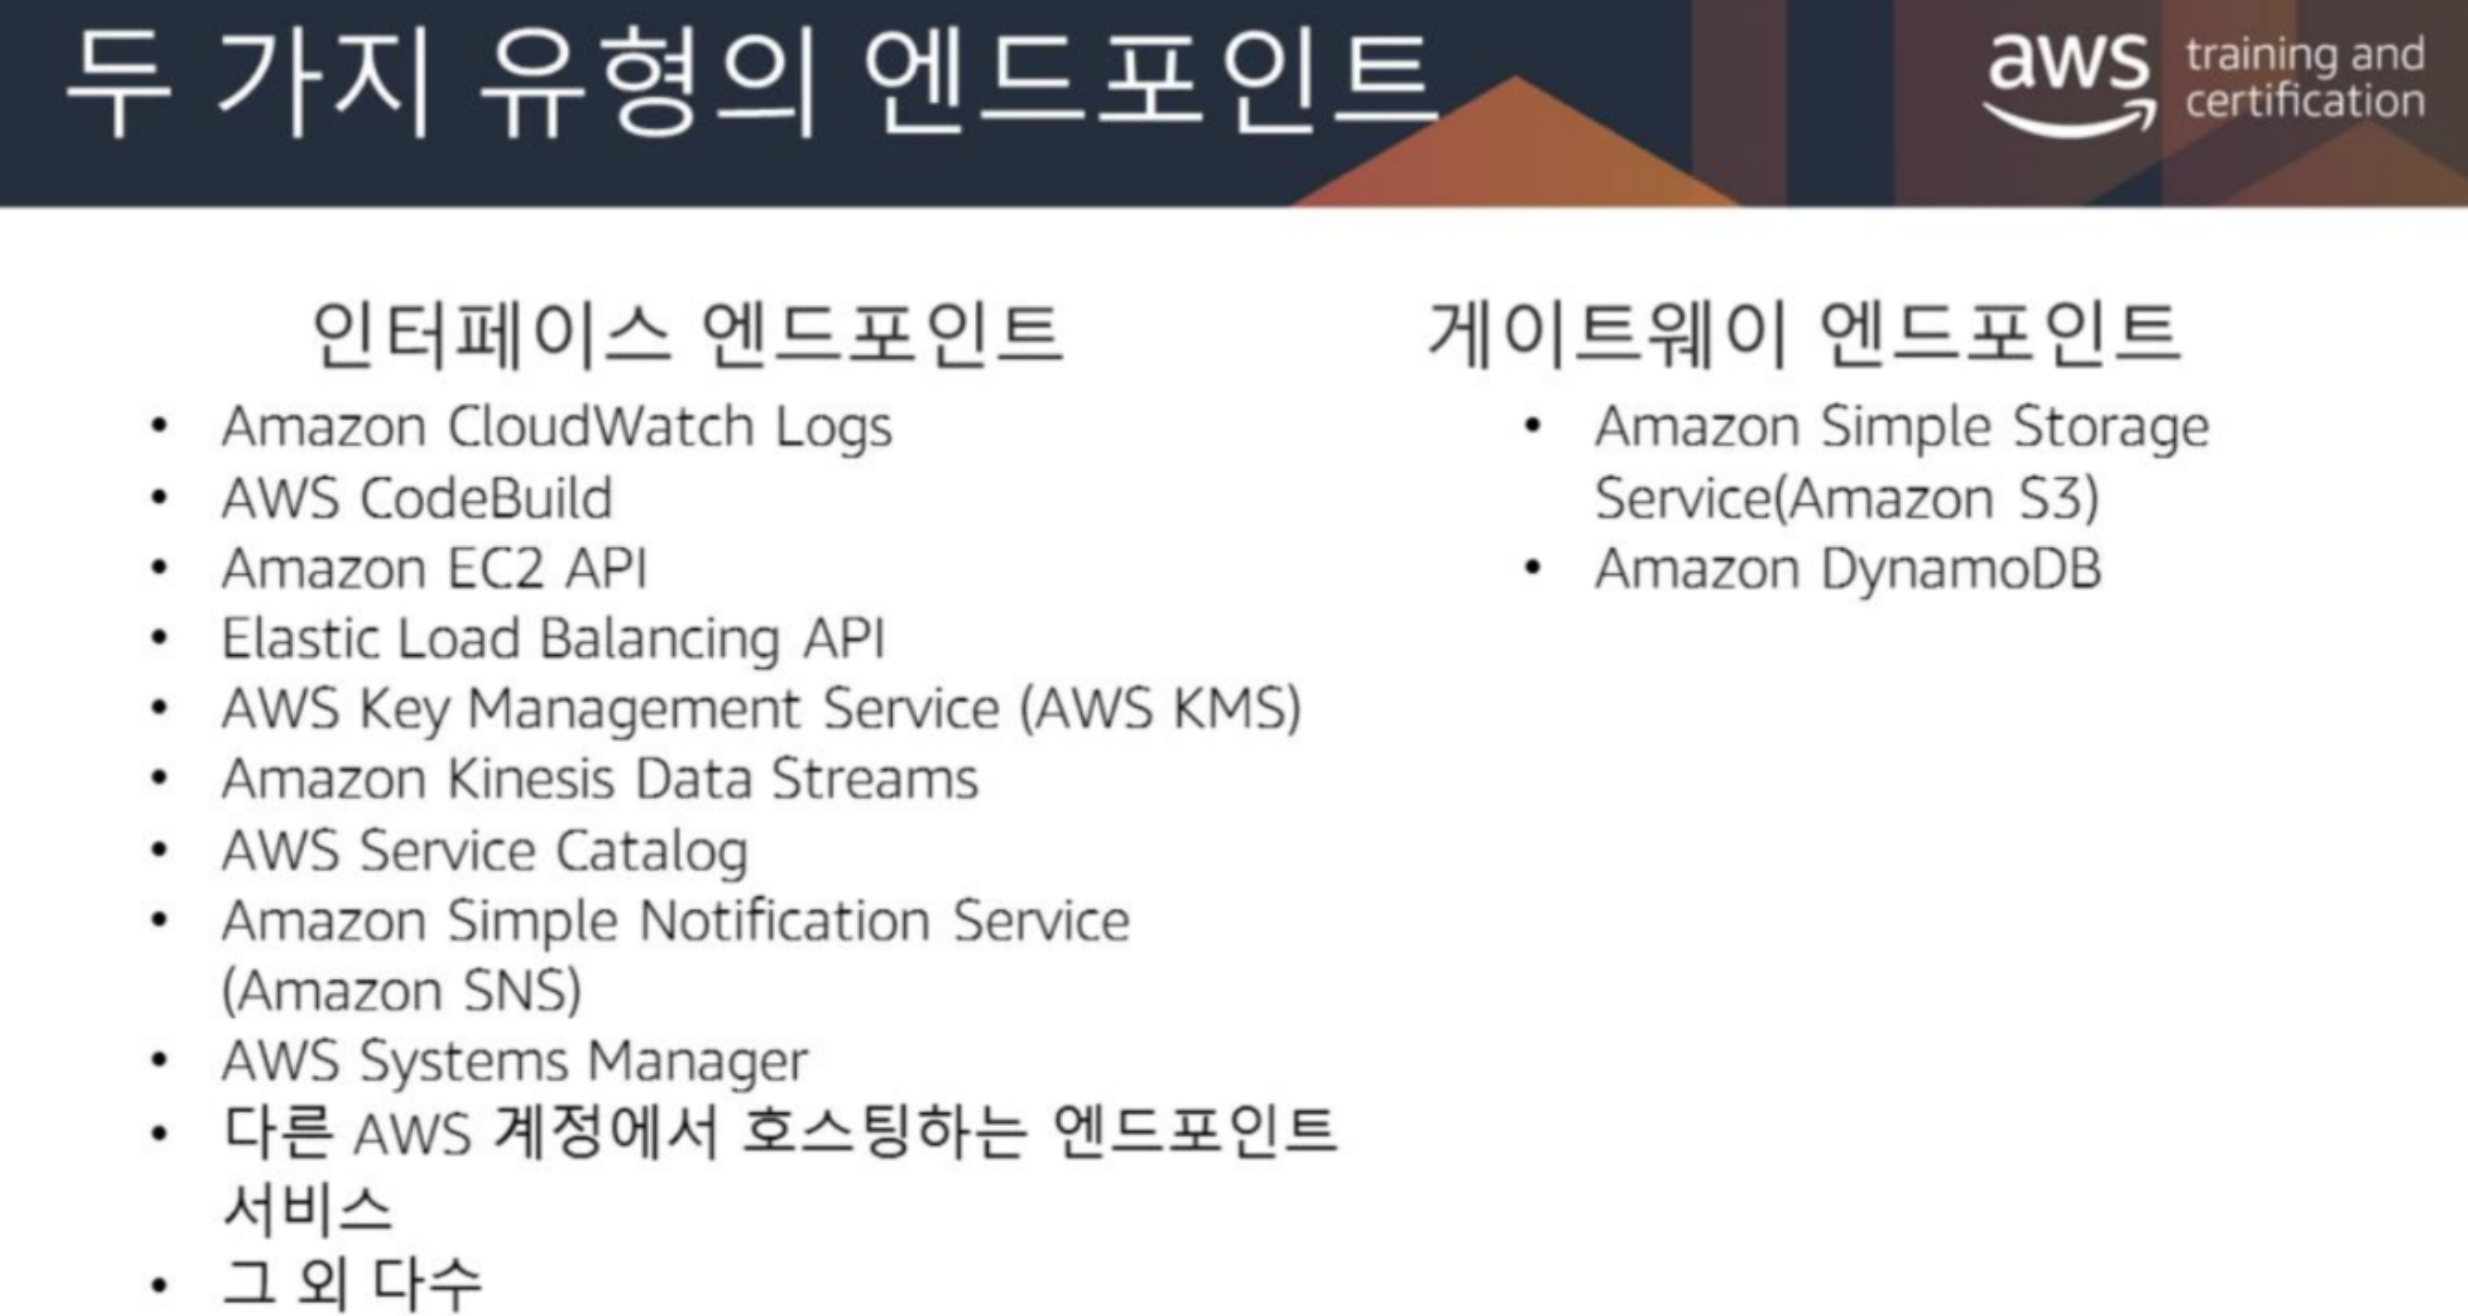 두 가지 유형의 엔드포인트
aws training and
certification
인터페이스 엔드포인트
• Amazon CloudWatch Logs
• AWS CodeBuild
• Amazon EC2 API
• Elastic Load Balancing API
• AWS Key Management Service (AWS KMS)
• Amazon Kinesis Data Streams
• AWS Service Catalog
• Amazon Simple Notification Service
(Amazon SNS)
• AWS Systems Manager
• 다른 AWS 계정에서 호스팅하는 엔드포인트
서비스
• 그 외 다수
게이트웨이 엔드포인트
• Amazon Simple Storage
Service(Amazon S3)
• Amazon DynamoDB